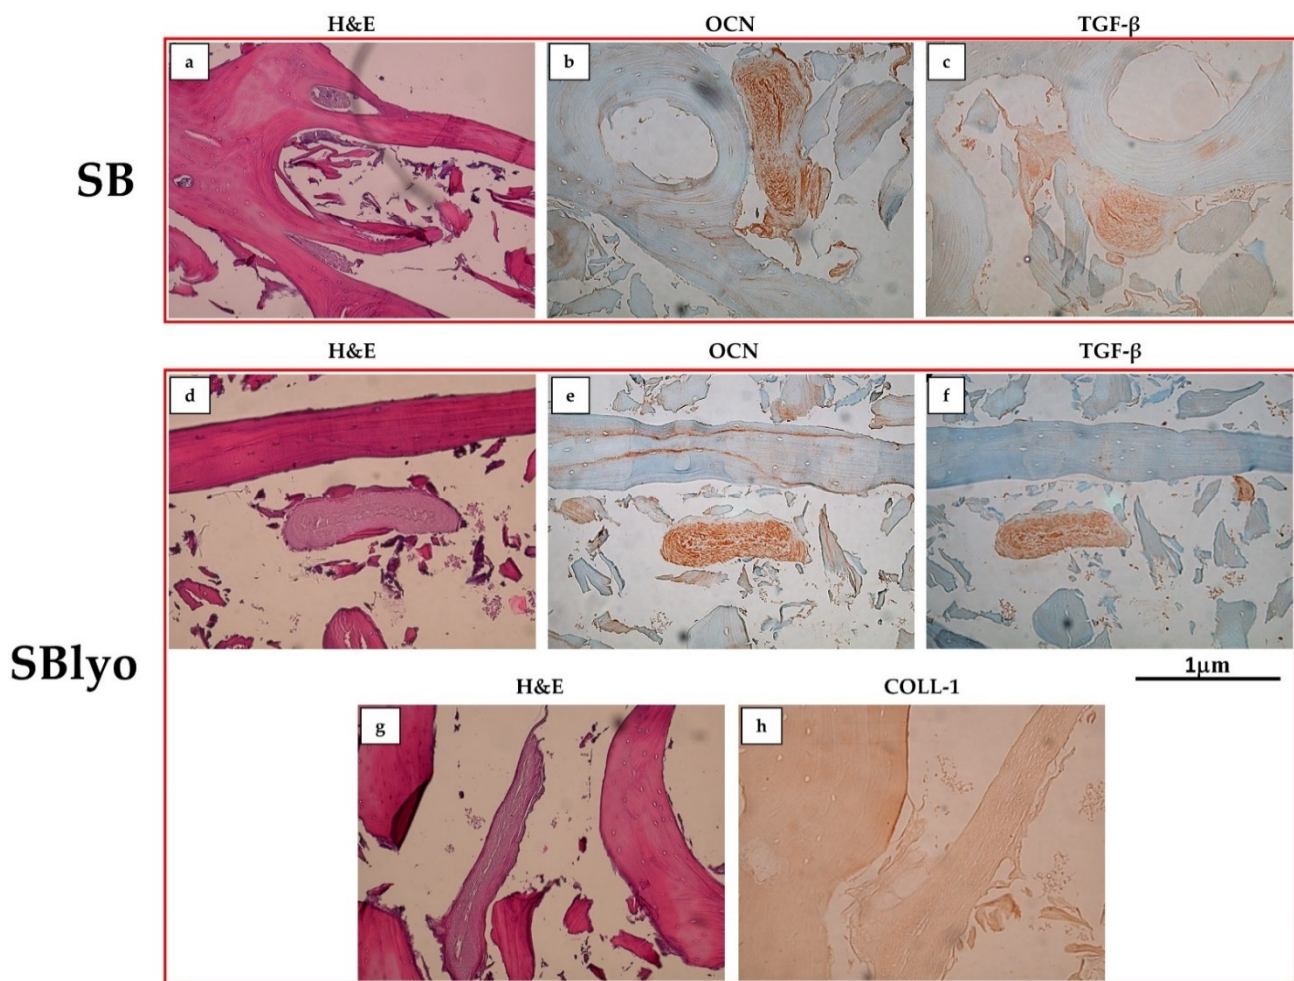 H&E OCN TGF-β
a b c
SB
H&E OCN TGF-β
d e f
1μm
SBlyo
H&E COLL-1
g h